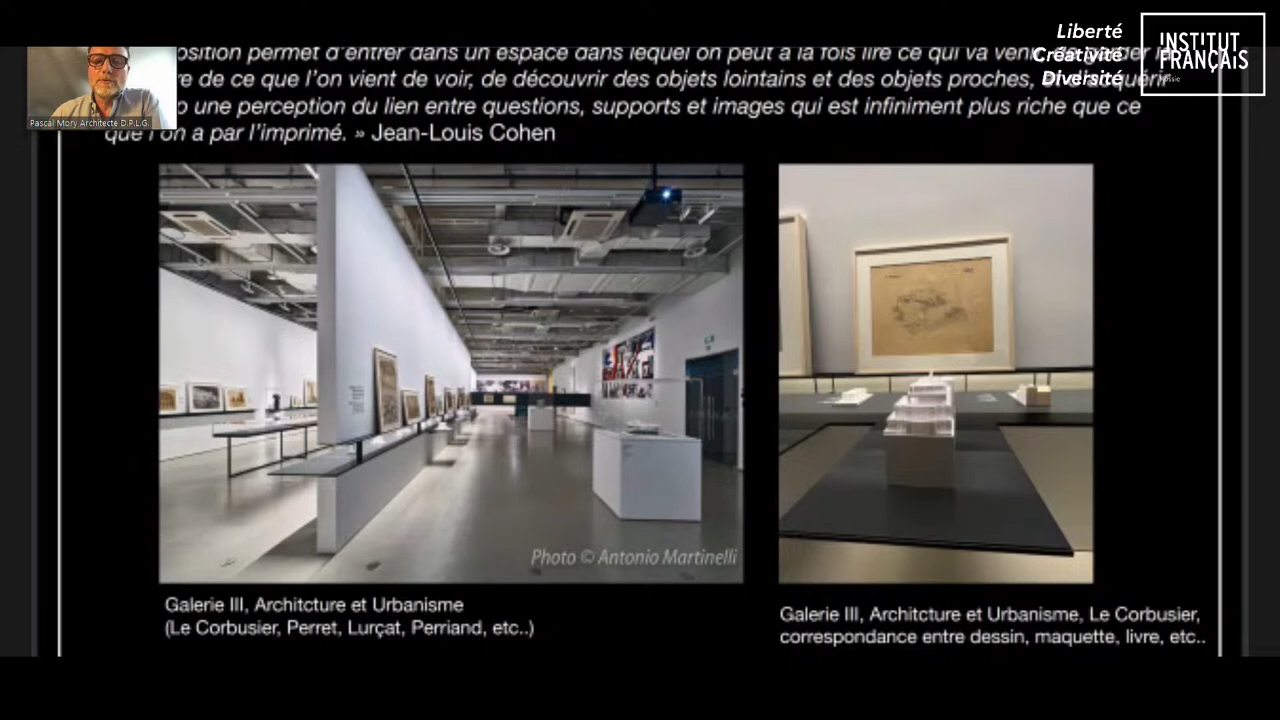 Liberté
Créativité
Diversité
INSTITUT
FRANÇAIS
Pascal Mory Architecte D.P.L.G.
position permet d'entrer dans un espace dans lequel on peut à la fois lire ce qui va
re de ce que l'on vient de voir, de découvrir des objets lointains et des objets proches,
une perception du lien entre questions, supports et images qui est infiniment plus riche que ce
que l'on a par l'imprimé. » Jean-Louis Cohen
Photo © Antonio Martinelli
Galerie III, Architcture et Urbanisme
(Le Corbusier, Perret, Lurçat, Perriand, etc..)
Galerie III, Architcture et Urbanisme, Le Corbusier,
correspondance entre dessin, maquette, livre, etc..